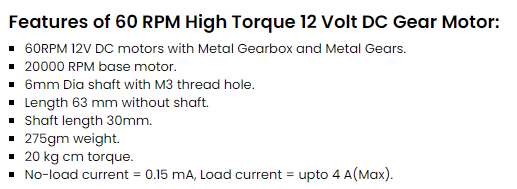 Features of 60 RPM High Torque 12 Volt DC Gear Motor:
▪ 60RPM 12V DC motors with Metal Gearbox and Metal Gears.
▪ 20000 RPM base motor.
▪ 6mm Dia shaft with M3 thread hole.
▪ Length 63 mm without shaft.
▪ Shaft length 30mm.
▪ 275gm weight.
▪ 20 kg cm torque.
▪ No-load current = 0.15 mA, Load current = upto 4 A(Max).